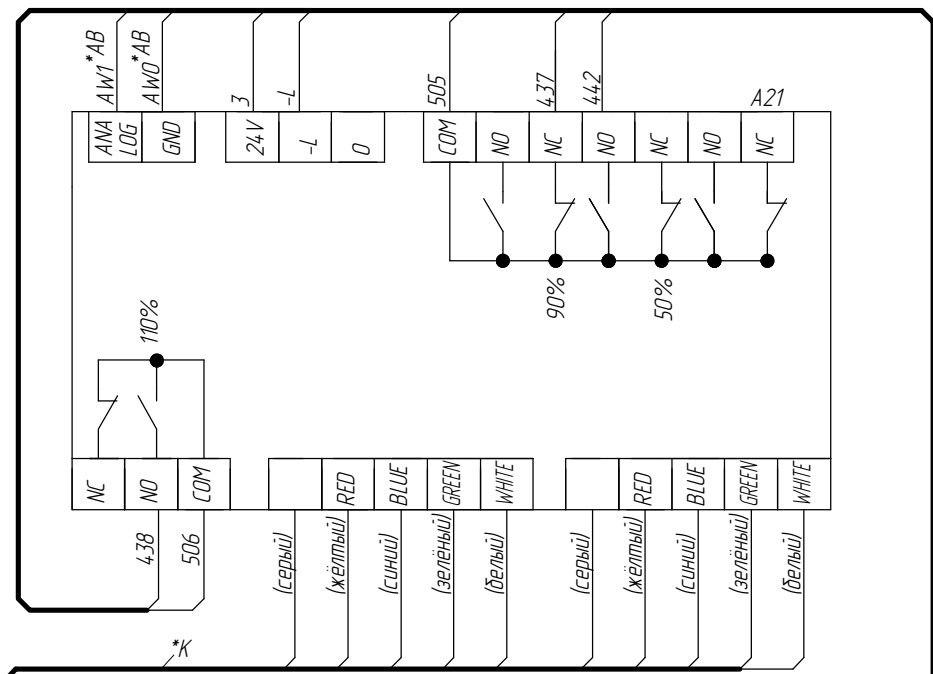 AW1*AB
AW0*AB
3
-L
505
437
442
A21
ANA
LOG
GND
24V
-L
0
COM
NO
NC
NO
NC
NO
NC
90%
50%
110%
NC
NO
COM
RED
BLUE
GREEN
WHITE
RED
BLUE
GREEN
WHITE
438
506
(серый)
(жёлтый)
(синий)
(зелёный)
(белый)
(серый)
(жёлтый)
(синий)
(зелёный)
(белый)
*K